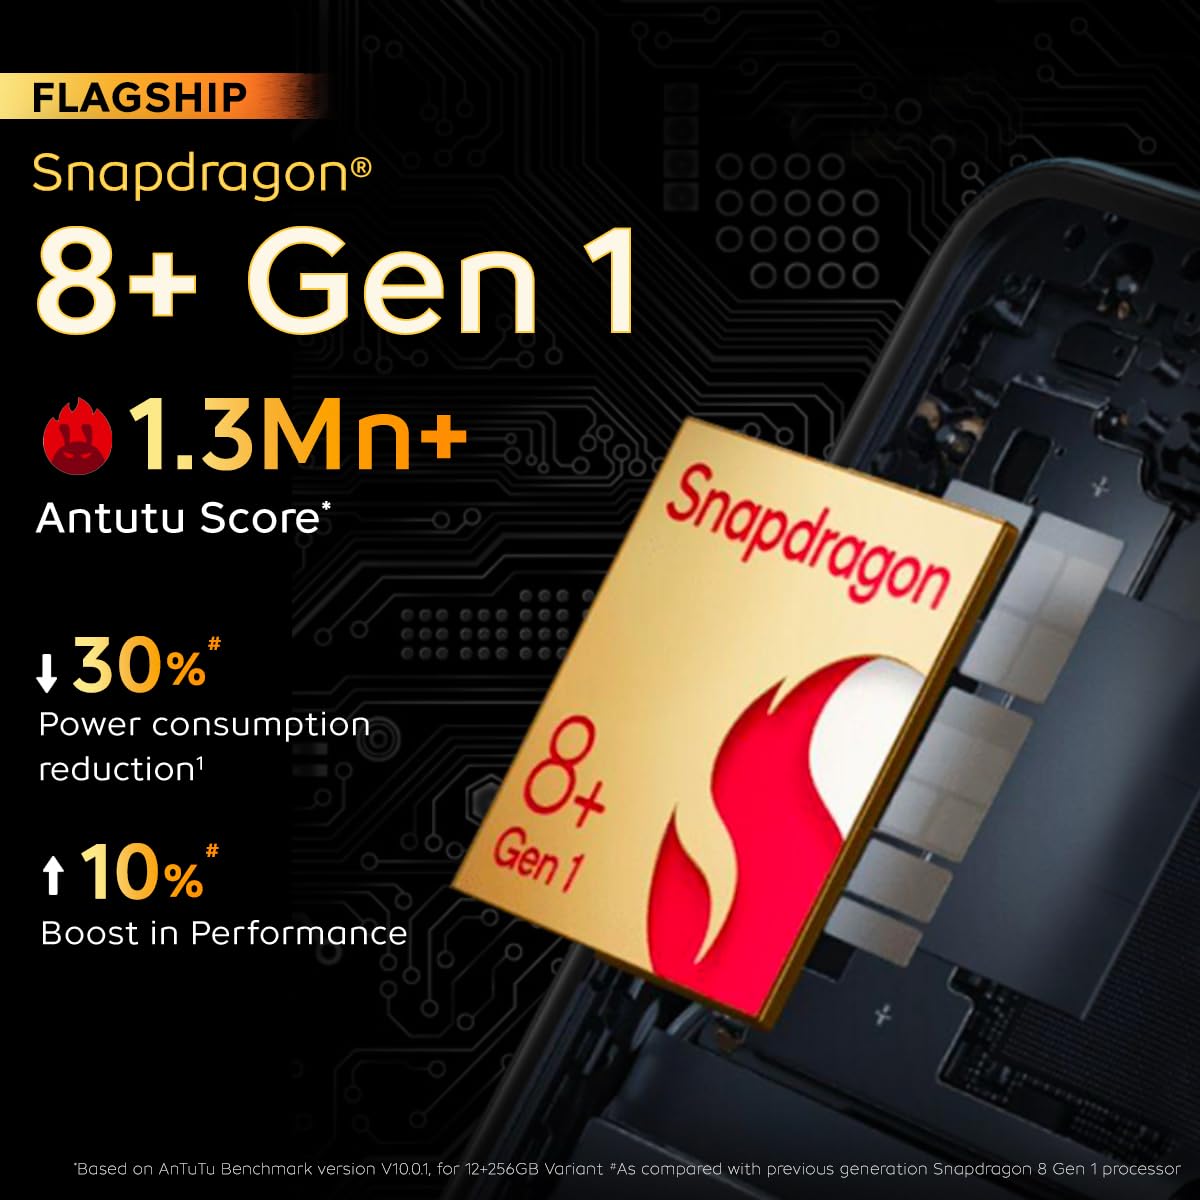 FLAGSHIP
Snapdragon®
8+ Gen 1
1.3Mn+
Antutu Score*
↓ 30%#
Power consumption
reduction¹
↑ 10%#
Boost in Performance
Snapdragon
8+
Gen 1
*Based on AnTuTu Benchmark version V10.0.1, for 12+256GB Variant #As compared with previous generation Snapdragon 8 Gen 1 processor